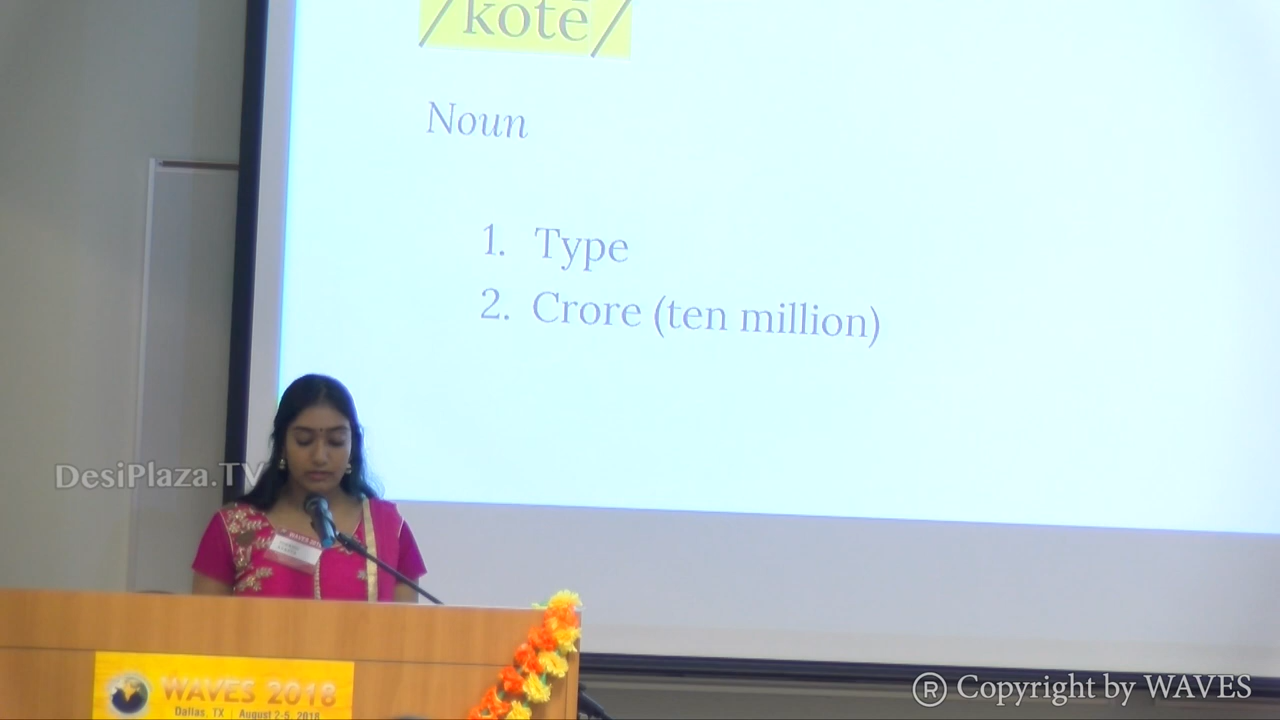 /kotē/
Noun
1. Type
2. Crore (ten million)
DesiPlaza.TV
WAVES 2018
Dallas, TX | August 2-5, 2018
® Copyright by WAVES